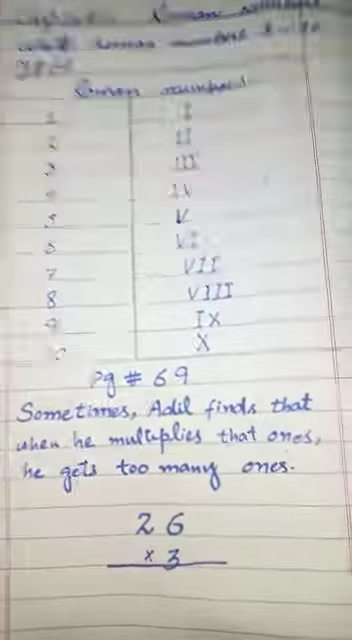 Roman numbers
1 I
2 II
3 III
4 IV
5 V
6 VI
7 VII
8 VIII
9 IX
X
Pg # 69
Sometimes, Adil finds that
when he multiplies that ones,
he gets too many ones.
26
× 3